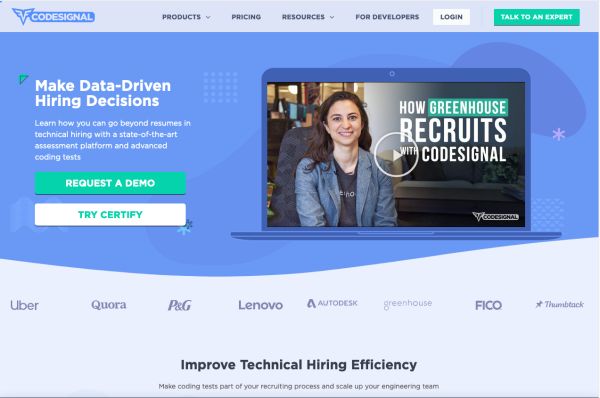 CODESIGNAL
PRODUCTS PRICING RESOURCES FOR DEVELOPERS LOGIN TALK TO AN EXPERT
Make Data-Driven
Hiring Decisions
Learn how you can go beyond resumes in
technical hiring with a state-of-the-art
assessment platform and advanced
coding tests
REQUEST A DEMO
TRY CERTIFY
HOW GREENHOUSE
RECRUITS
WITH CODESIGNAL
CODESIGNAL
Uber Quora P&G Lenovo AUTODESK greenhouse FICO Thumbtack
Improve Technical Hiring Efficiency
Make coding tests part of your recruiting process and scale up your engineering team